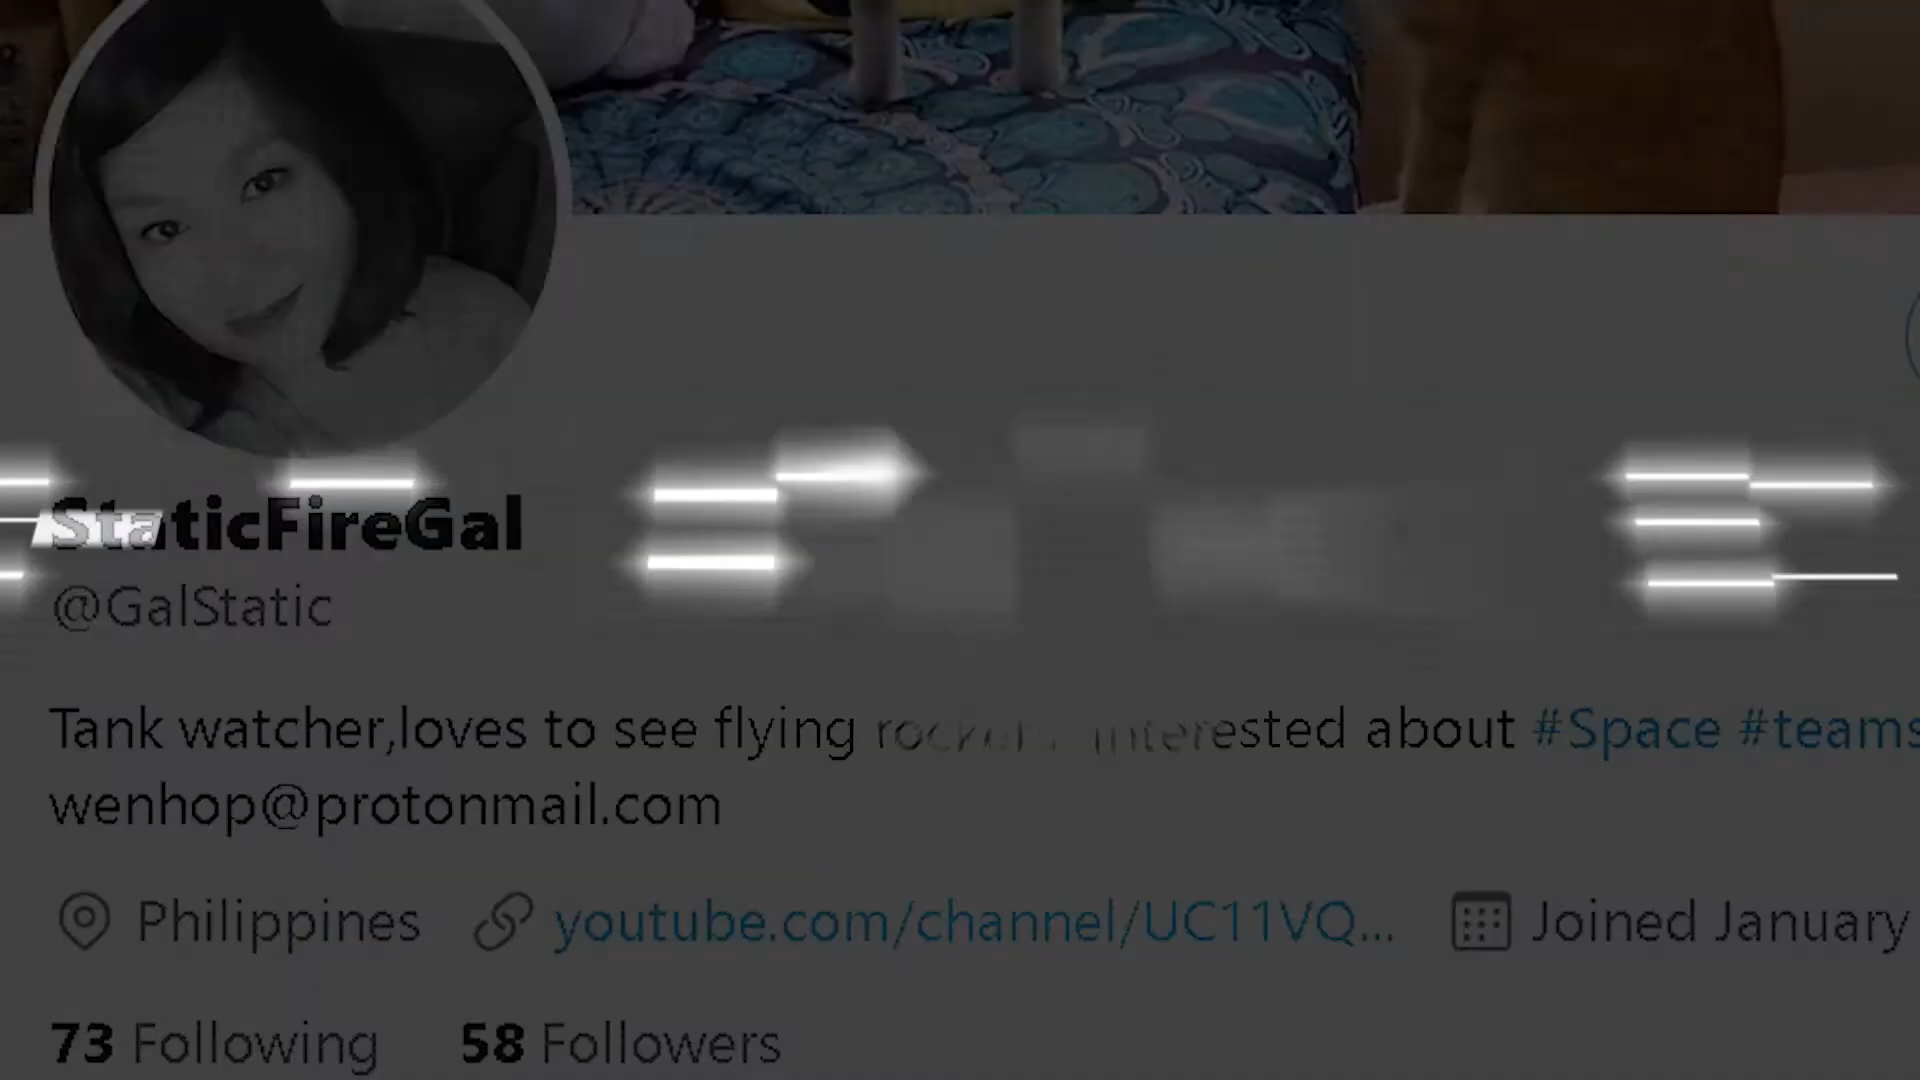 StaticFireGal
@GalStatic
Tank watcher,loves to see flying interested about #Space #teams
wenhop@protonmail.com
Philippines youtube.com/channel/UC11VQ... Joined January
73 Following 58 Followers